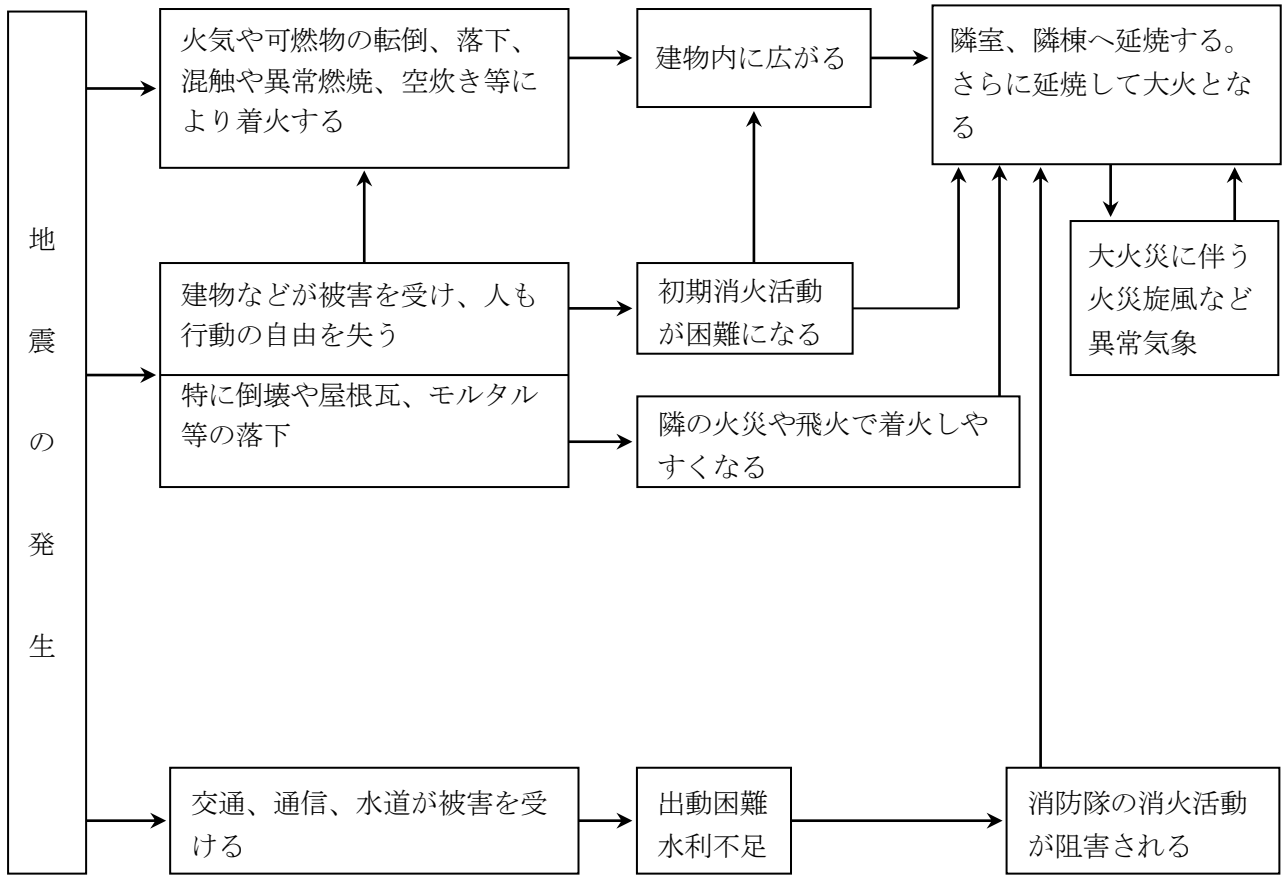 地震の発生
火気や可燃物の転倒、落下、
混触や異常燃焼、空炊き等に
より着火する
建物内に広がる
隣室、隣棟へ延焼する。
さらに延焼して大火とな
る
建物などが被害を受け、人も
行動の自由を失う
特に倒壊や屋根瓦、モルタル
等の落下
初期消火活動
が困難になる
大火災に伴う
火災旋風など
異常気象
隣の火災や飛火で着火しや
すくなる
交通、通信、水道が被害を受
ける
出動困難
水利不足
消防隊の消火活動
が阻害される